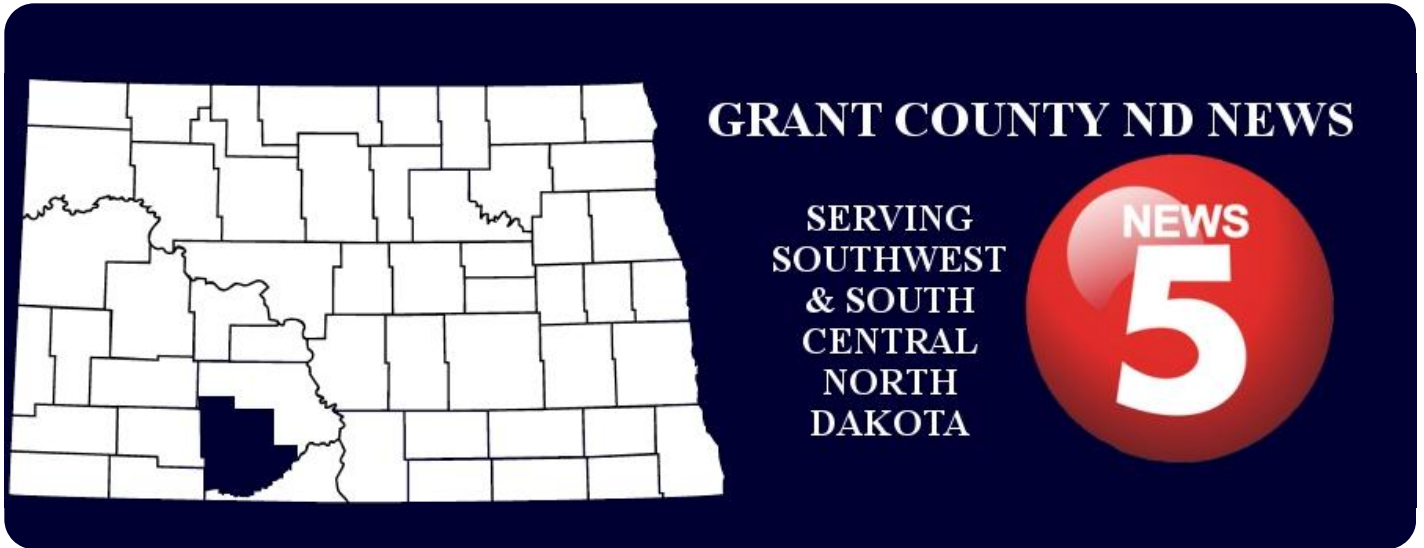 GRANT COUNTY ND NEWS
SERVING
SOUTHWEST
& SOUTH
CENTRAL
NORTH
DAKOTA
NEWS
5